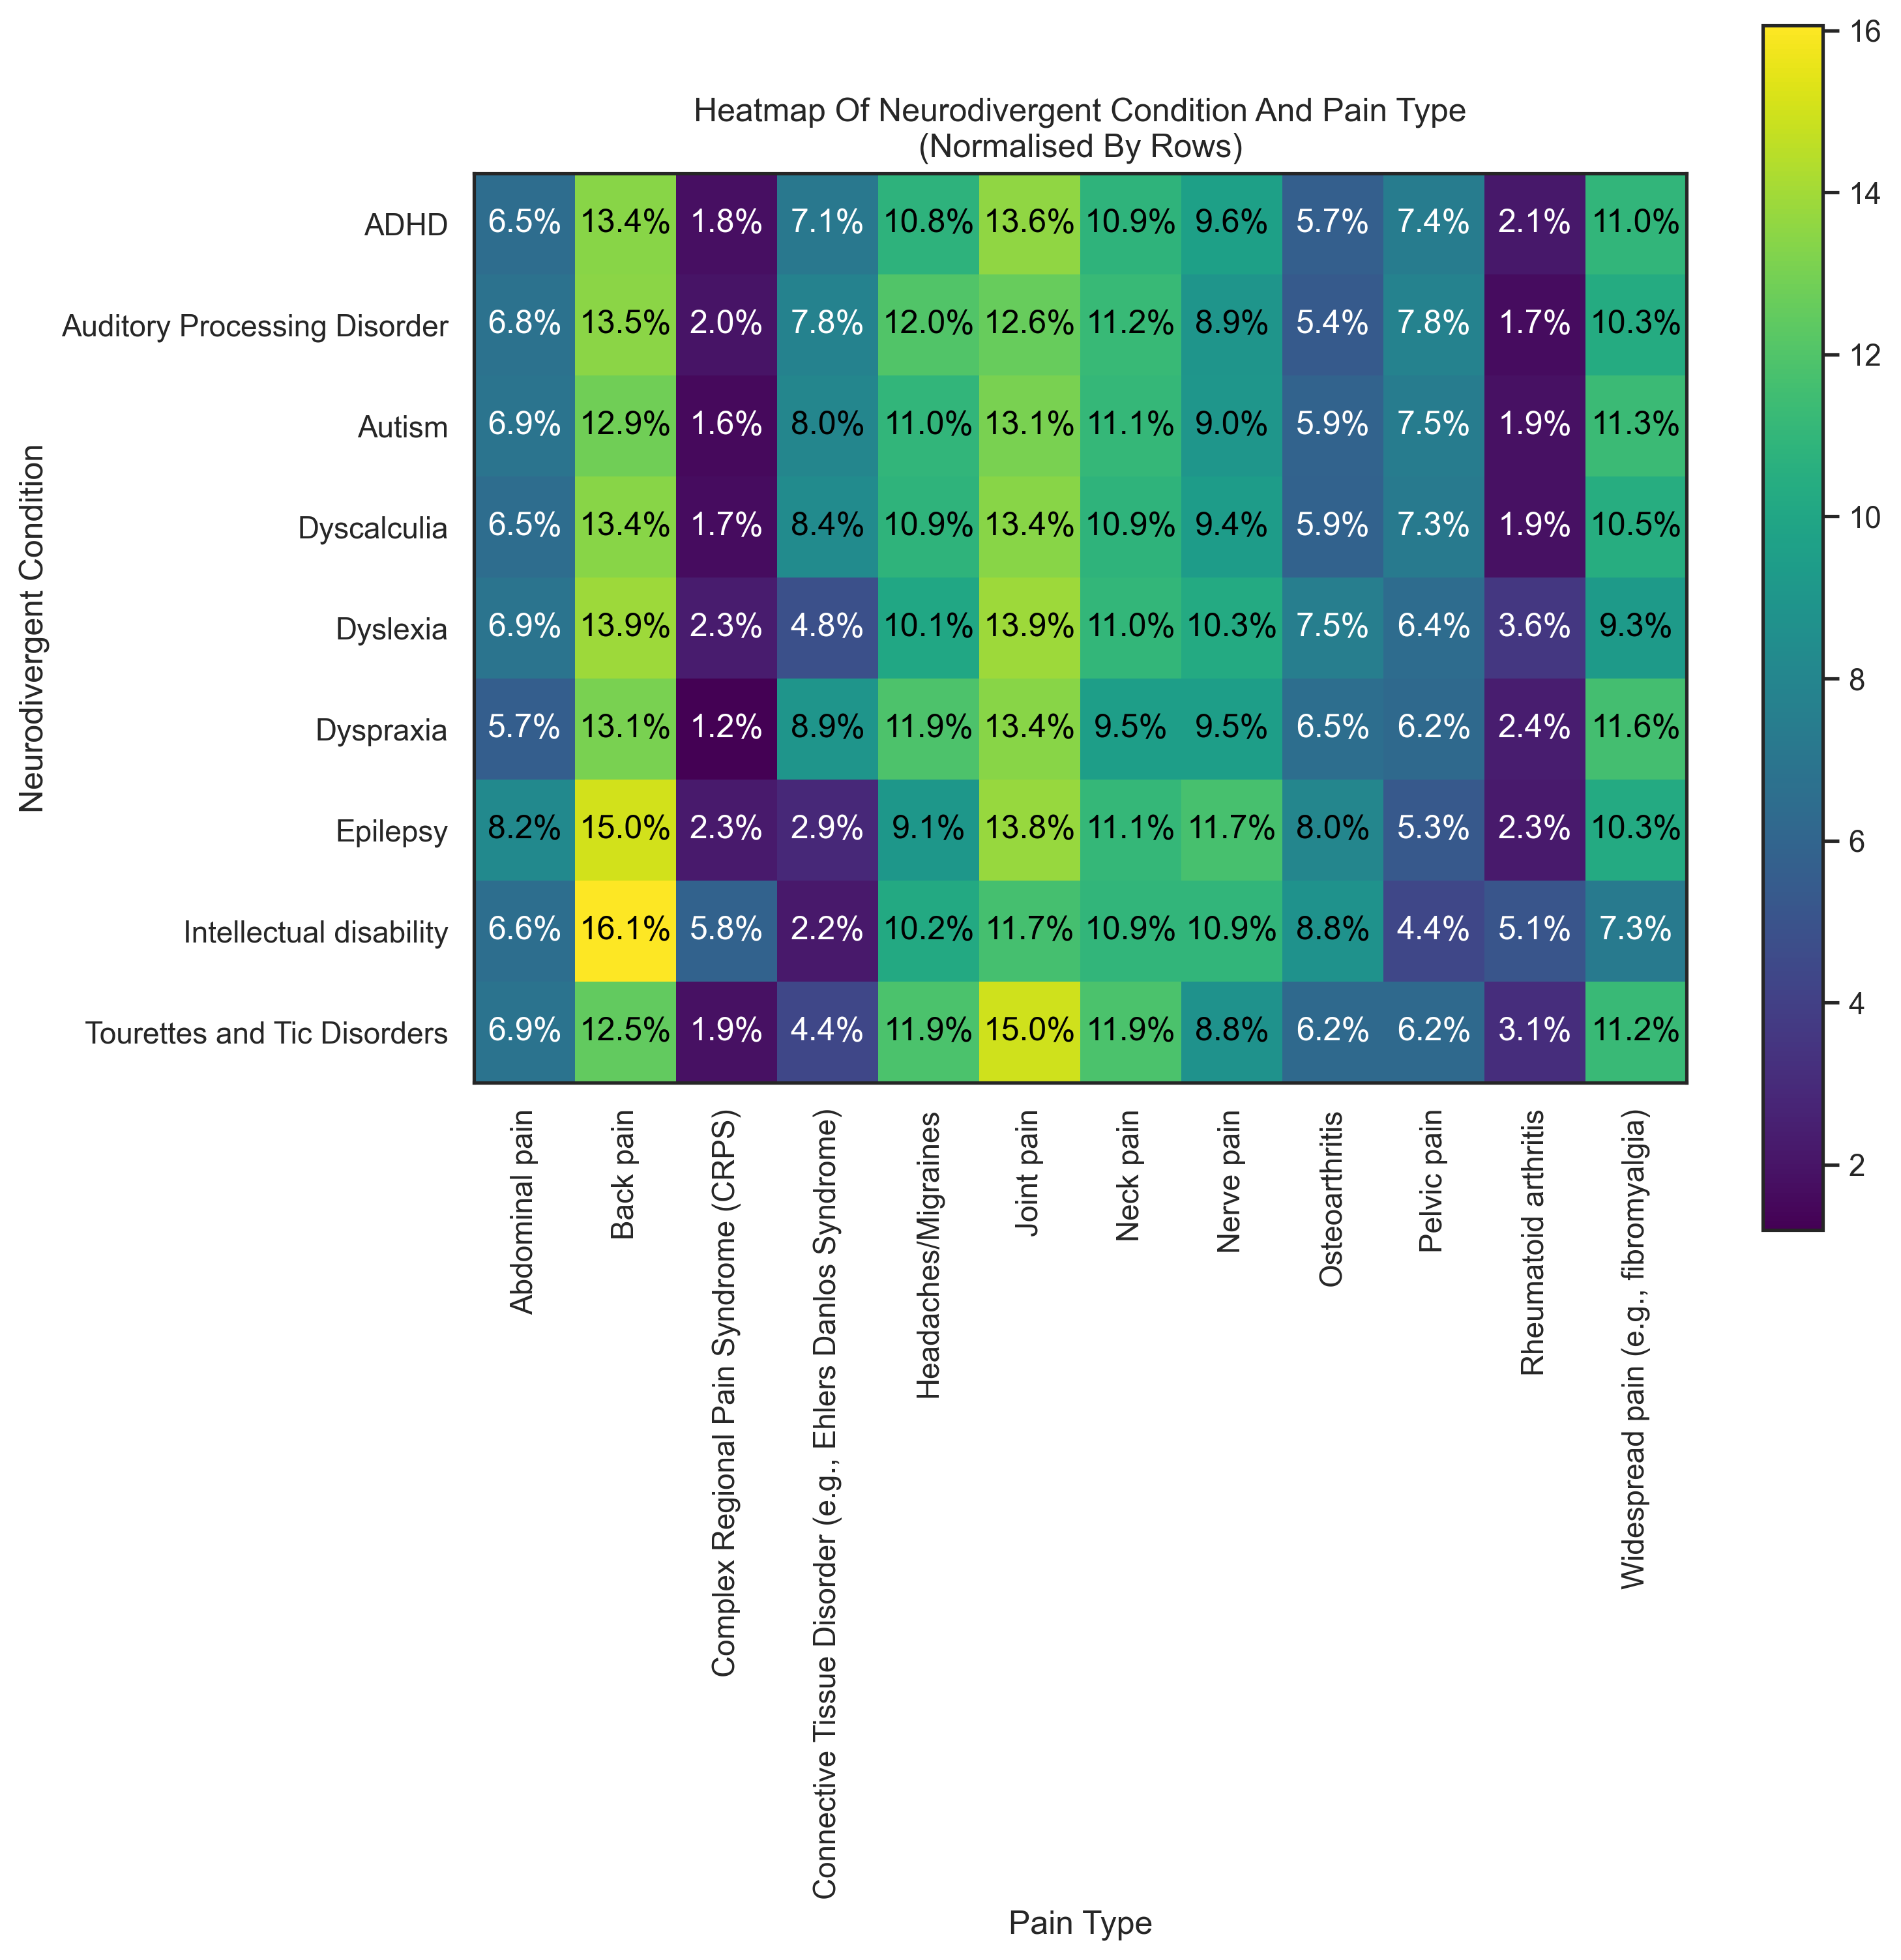 Heatmap Of Neurodivergent Condition And Pain Type
(Normalised By Rows)
Neurodivergent Condition
ADHD 6.5% 13.4% 1.8% 7.1% 10.8% 13.6% 10.9% 9.6% 5.7% 7.4% 2.1% 11.0%
Auditory Processing Disorder 6.8% 13.5% 2.0% 7.8% 12.0% 12.6% 11.2% 8.9% 5.4% 7.8% 1.7% 10.3%
Autism 6.9% 12.9% 1.6% 8.0% 11.0% 13.1% 11.1% 9.0% 5.9% 7.5% 1.9% 11.3%
Dyscalculia 6.5% 13.4% 1.7% 8.4% 10.9% 13.4% 10.9% 9.4% 5.9% 7.3% 1.9% 10.5%
Dyslexia 6.9% 13.9% 2.3% 4.8% 10.1% 13.9% 11.0% 10.3% 7.5% 6.4% 3.6% 9.3%
Dyspraxia 5.7% 13.1% 1.2% 8.9% 11.9% 13.4% 9.5% 9.5% 6.5% 6.2% 2.4% 11.6%
Epilepsy 8.2% 15.0% 2.3% 2.9% 9.1% 13.8% 11.1% 11.7% 8.0% 5.3% 2.3% 10.3%
Intellectual disability 6.6% 16.1% 5.8% 2.2% 10.2% 11.7% 10.9% 10.9% 8.8% 4.4% 5.1% 7.3%
Tourettes and Tic Disorders 6.9% 12.5% 1.9% 4.4% 11.9% 15.0% 11.9% 8.8% 6.2% 6.2% 3.1% 11.2%
Abdominal pain
Back pain
Complex Regional Pain Syndrome (CRPS)
Connective Tissue Disorder (e.g., Ehlers Danlos Syndrome)
Headaches/Migraines
Joint pain
Neck pain
Nerve pain
Osteoarthritis
Pelvic pain
Rheumatoid arthritis
Widespread pain (e.g., fibromyalgia)
Pain Type
16
14
12
10
8
6
4
2